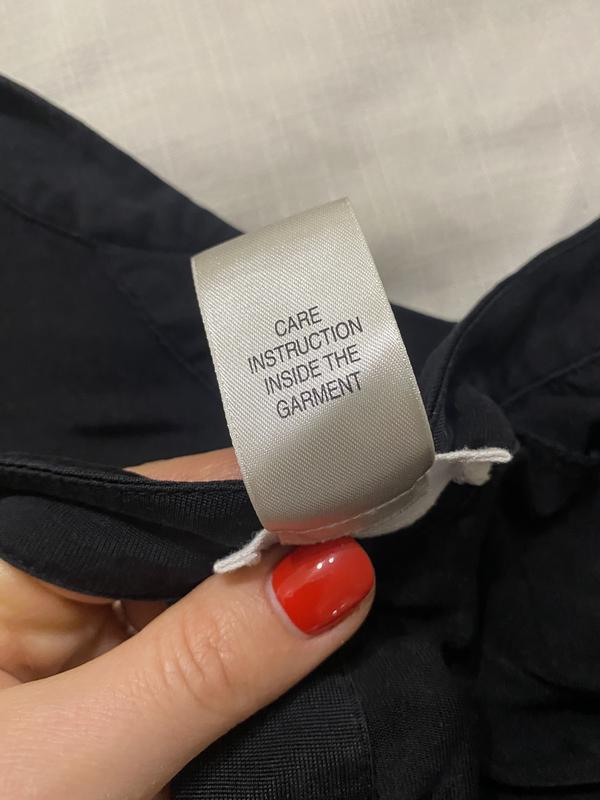 CARE
INSTRUCTION
INSIDE THE
GARMENT